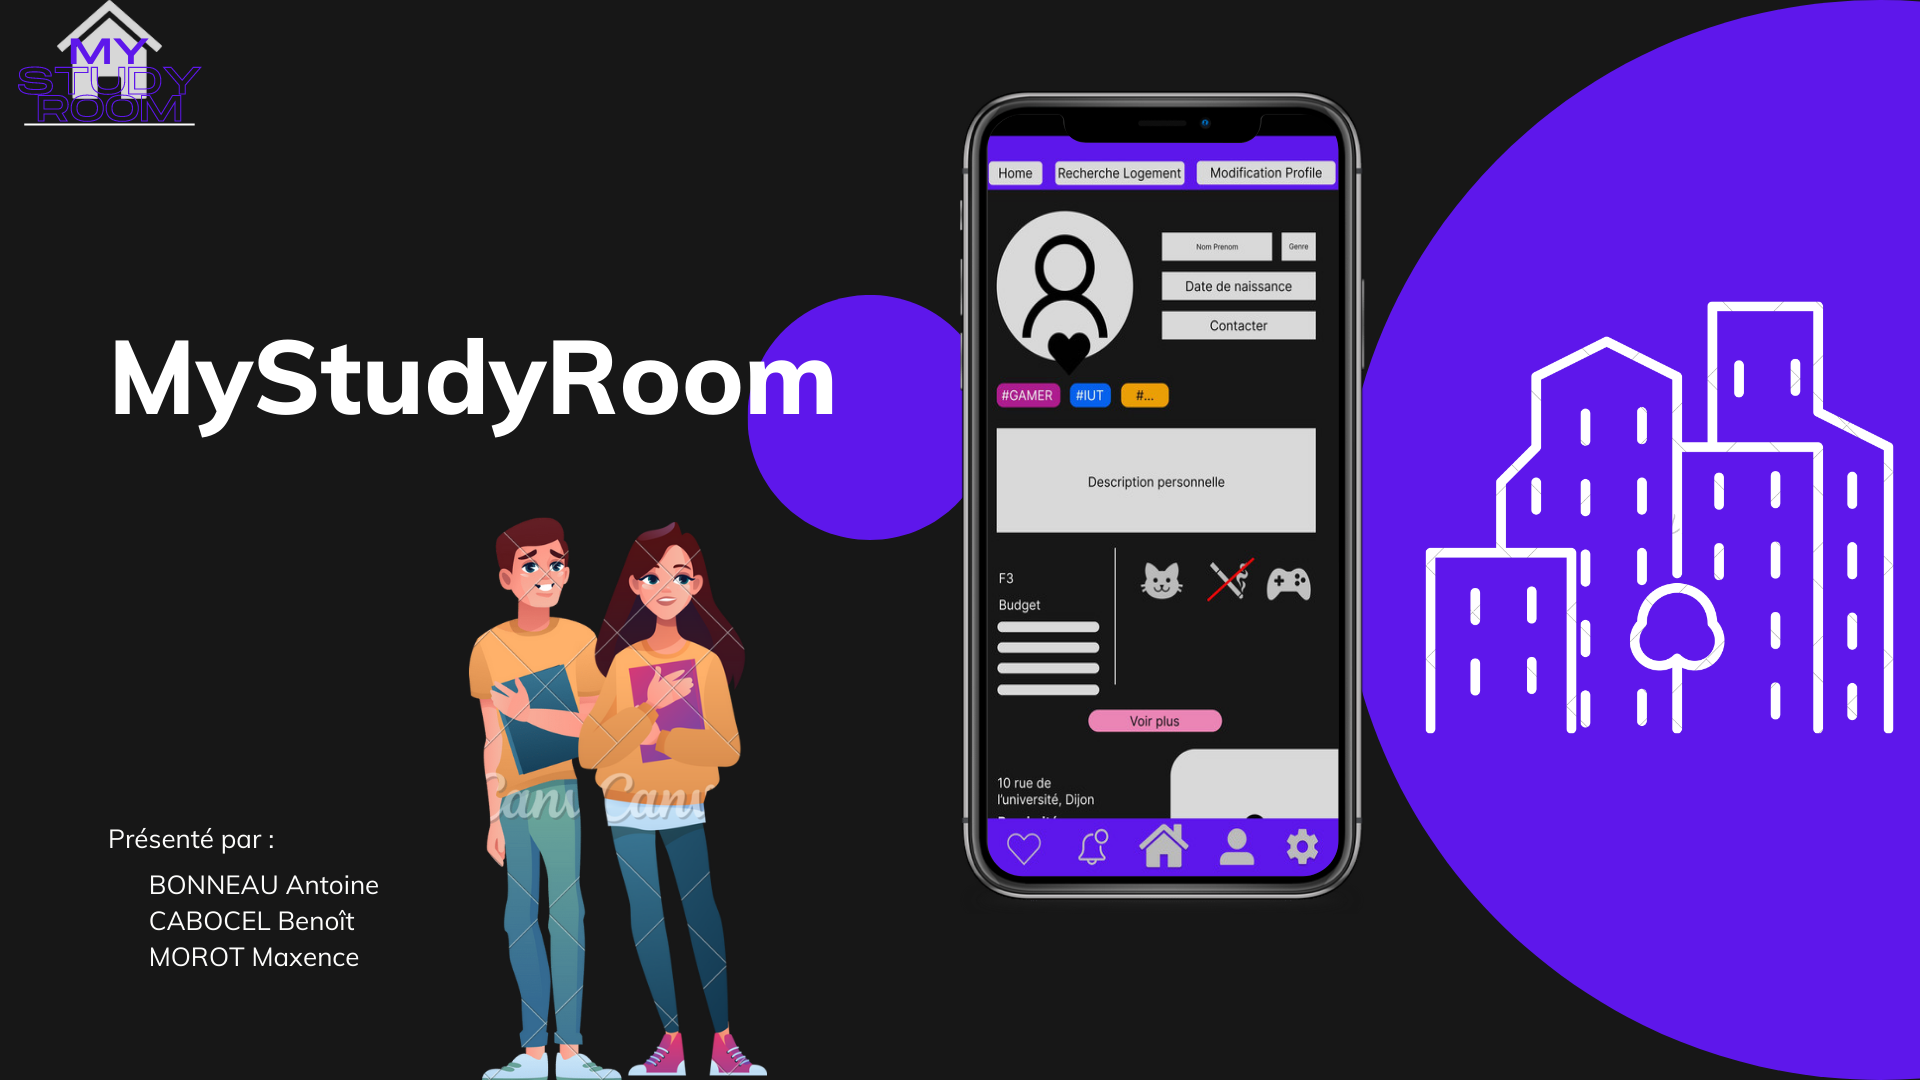 MY
STUDY
ROOM
MyStudyRoom
Présenté par :
BONNEAU Antoine
CABOCEL Benoît
MOROT Maxence
Home
Recherche Logement
Modification Profile
Nom Prenom
Genre
Date de naissance
Contacter
#GAMER
#IUT
#...
Description personnelle
F3
Budget
Voir plus
10 rue de
l'université, Dijon